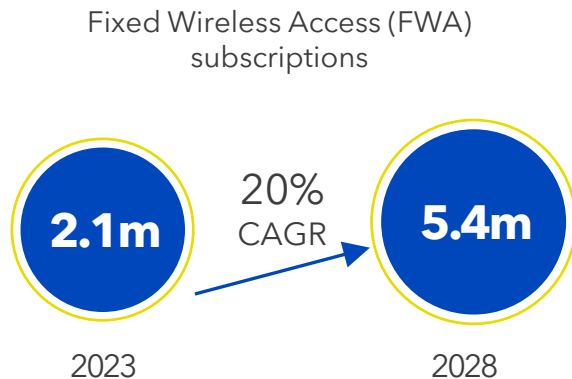 Fixed Wireless Access (FWA)
subscriptions
2.1m
20%
CAGR
5.4m
2023
2028